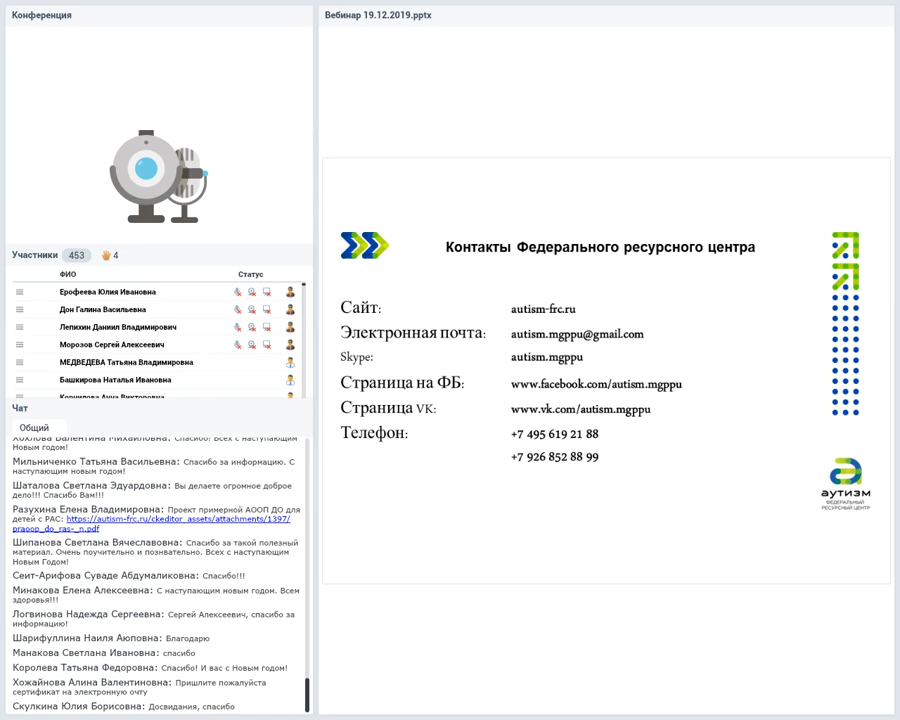 Конференция
Участники 453 4
ФИО Статус
Ерофеева Юлия Ивановна
Дон Галина Васильевна
Лепихин Даниил Владимирович
Морозов Сергей Алексеевич
МЕДВЕДЕВА Татьяна Владимировна
Башкирова Наталья Ивановна
Корнилова Анна Викторовна
Чат
Общий
Хохлова Валентина Михайловна: Спасибо! Всех с наступающим
Новым годом!
Мильниченко Татьяна Васильевна: Спасибо за информацию. С
наступающим новым годом!
Шаталова Светлана Эдуардовна: Вы делаете огромное доброе
дело!!! Спасибо Вам!!!
Разухина Елена Владимировна: Проект примерной АООП ДО для
детей с РАС: https://autism-frc.ru/ckeditor_assets/attachments/1397/
praoop_do_ras-_n.pdf
Шипанова Светлана Вячеславовна: Спасибо за такой полезный
материал. Очень поучительно и познвательно. Всех с наступающим
Новым Годом!
Сеит-Арифова Суваде Абдумаликовна: Спасибо!!!
Минакова Елена Алексеевна: С наступающим новым годом. Всем
здоровья!!!
Логвинова Надежда Сергеевна: Сергей Алексеевич, спасибо за
информацию!
Шарифуллина Наиля Аюповна: Благодарю
Манакова Светлана Ивановна: спасибо
Королева Татьяна Федоровна: Спасибо! И вас с Новым годом!
Хожайнова Алина Валентиновна: Пришлите пожалуйста
сертификат на электронную очту
Скулкина Юлия Борисовна: Досвидания, спасибо
Вебинар 19.12.2019.pptx
Контакты Федерального ресурсного центра
Сайт: autism-frc.ru
Электронная почта: autism.mgppu@gmail.com
Skype: autism.mgppu
Страница на ФБ: www.facebook.com/autism.mgppu
Страница VK: www.vk.com/autism.mgppu
Телефон: +7 495 619 21 88
+7 926 852 88 99
аутизм
ФЕДЕРАЛЬНЫЙ
РЕСУРСНЫЙ ЦЕНТР